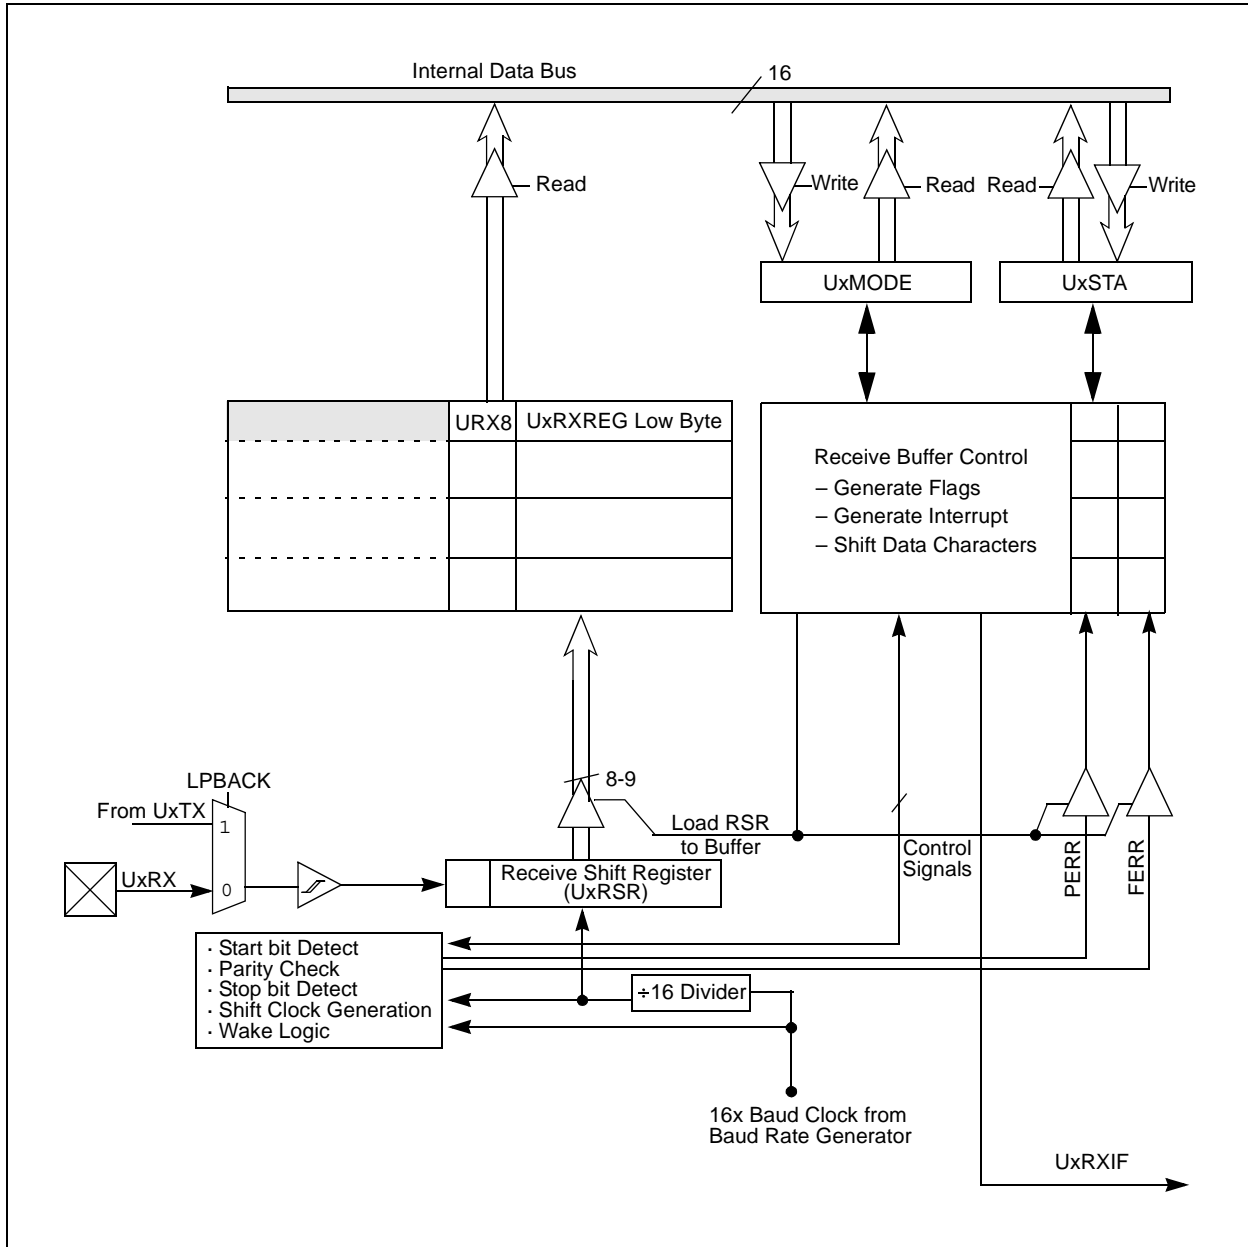 Internal Data Bus
16
Read
Write
Read
Read
Write
UxMODE
UxSTA
URX8
UxRXREG Low Byte
Receive Buffer Control
– Generate Flags
– Generate Interrupt
– Shift Data Characters
LPBACK
From UxTX
1
UxRX
0
8-9
Load RSR
to Buffer
Control
Signals
PERR
FERR
Receive Shift Register
(UxRSR)
· Start bit Detect
· Parity Check
· Stop bit Detect
· Shift Clock Generation
· Wake Logic
÷16 Divider
16x Baud Clock from
Baud Rate Generator
UxRXIF